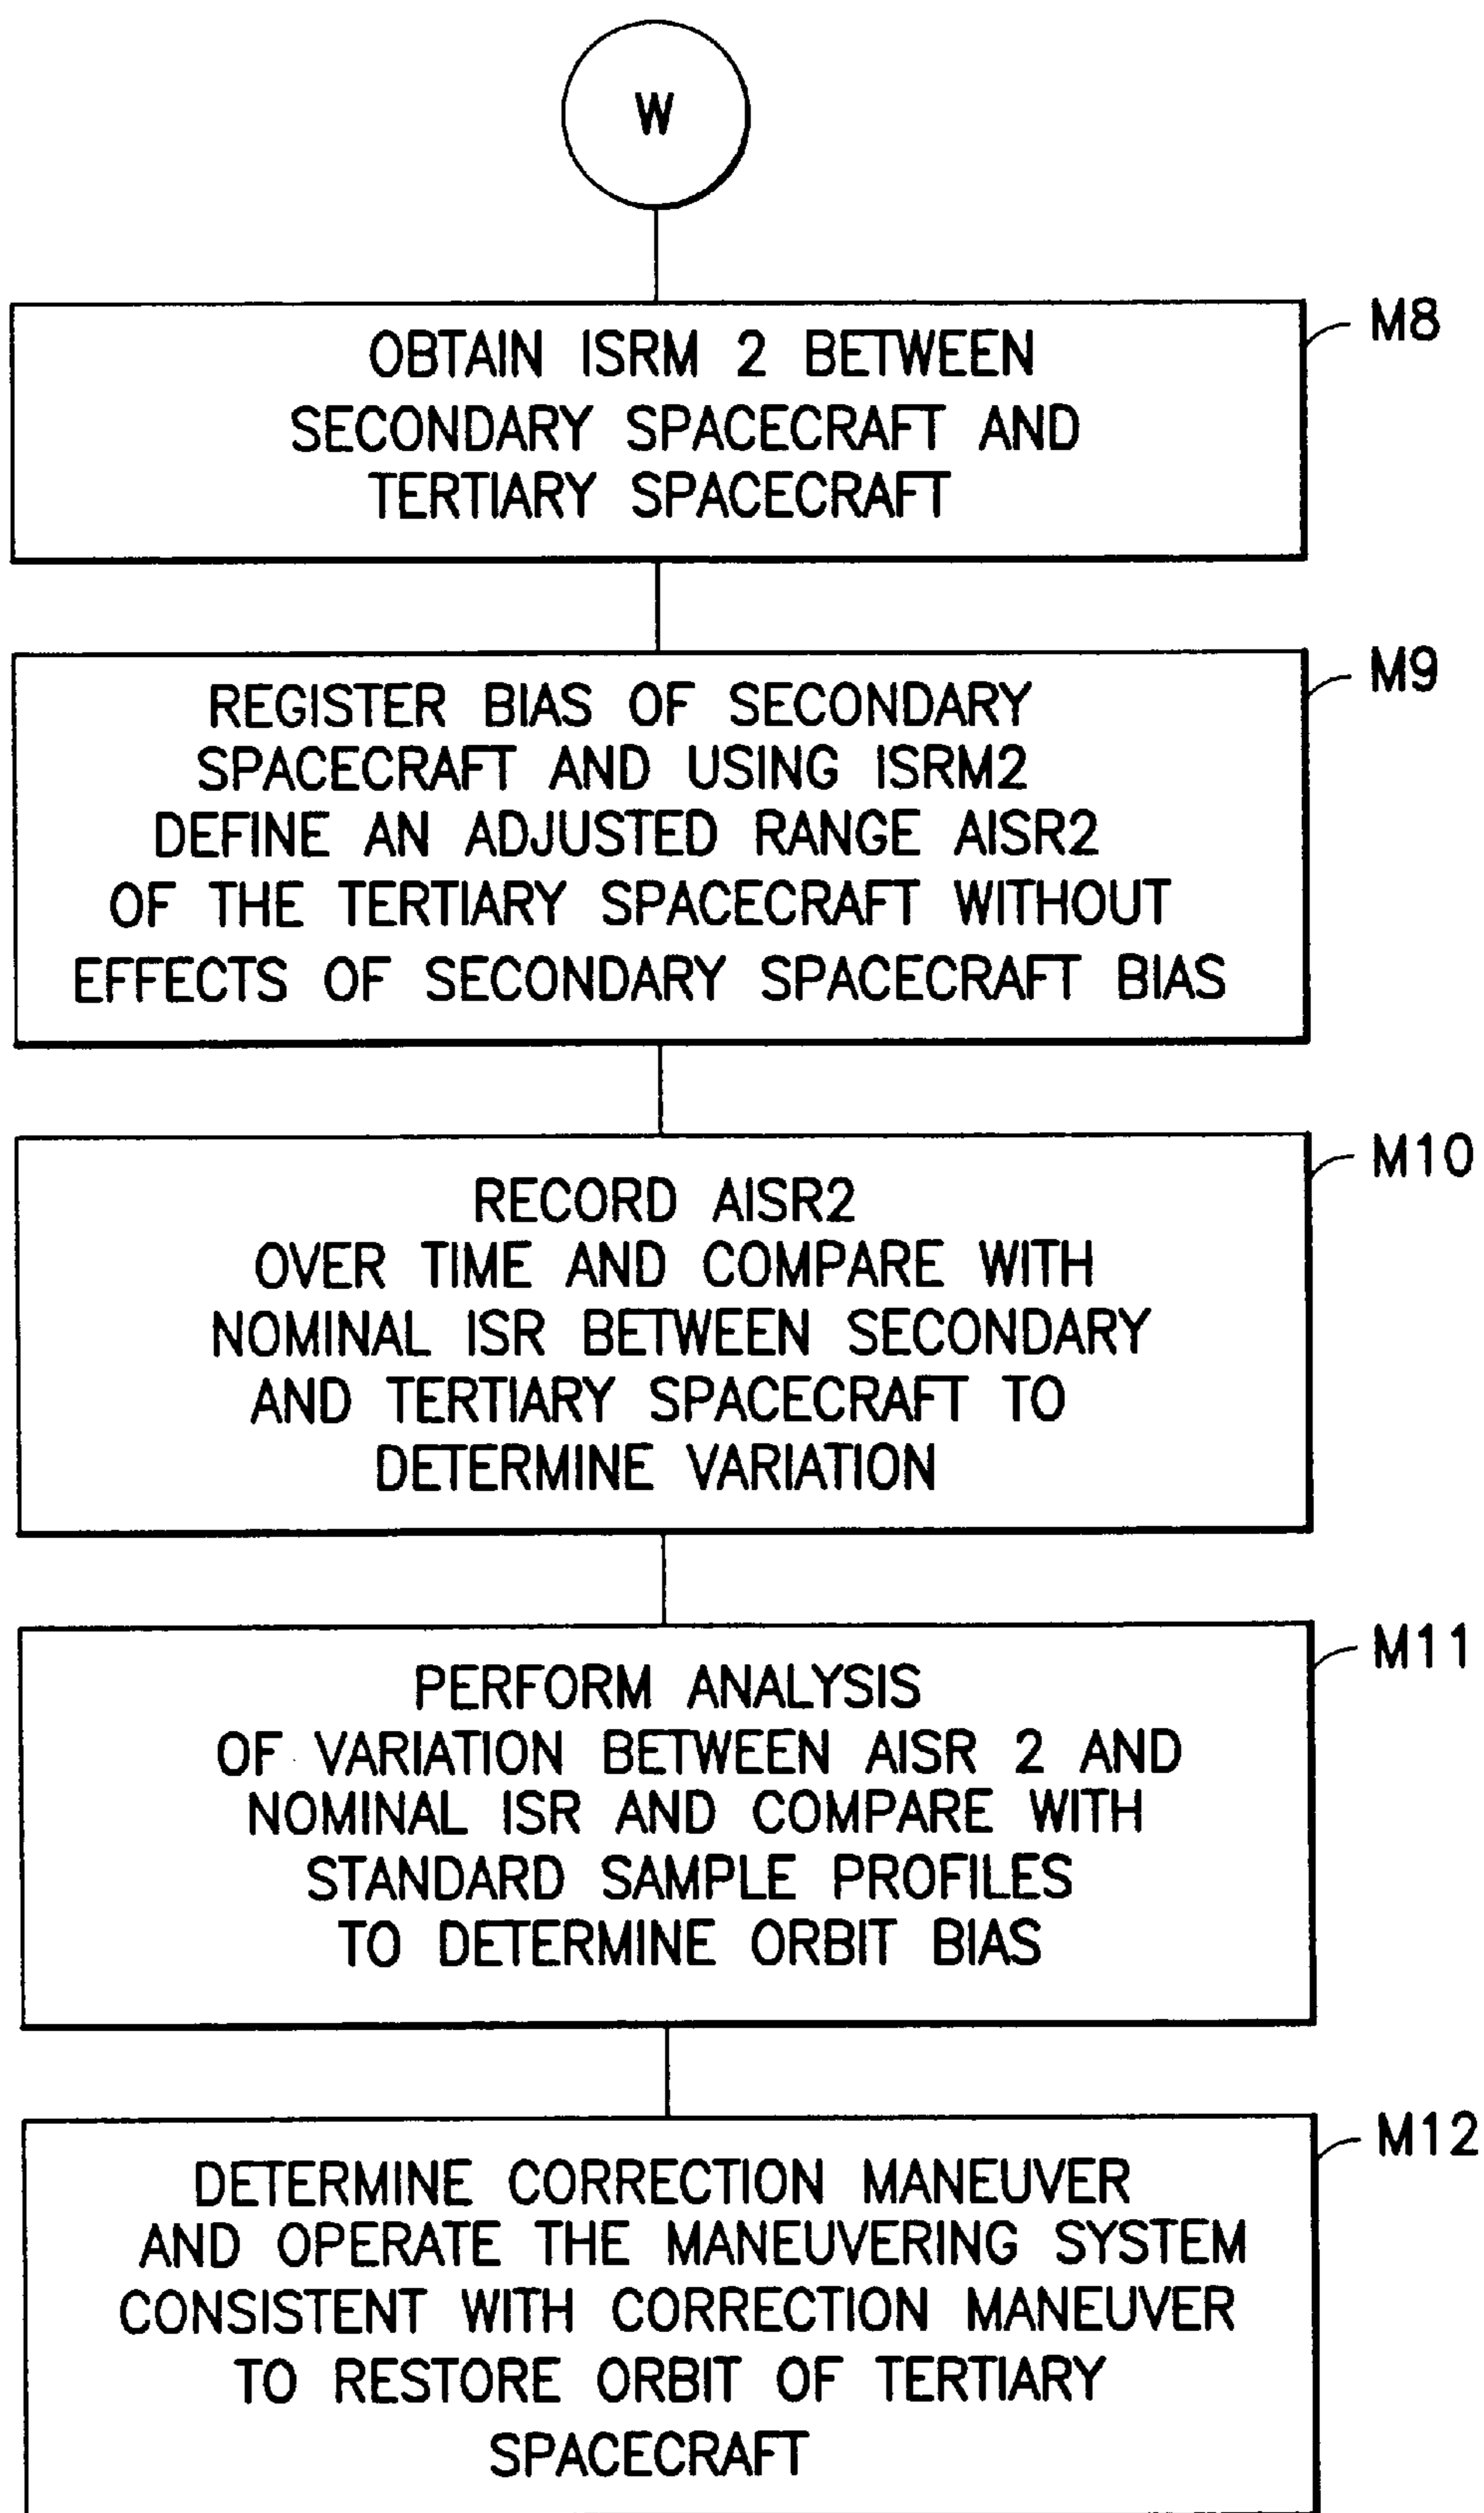 W
M8
OBTAIN ISRM 2 BETWEEN
SECONDARY SPACECRAFT AND
TERTIARY SPACECRAFT
M9
REGISTER BIAS OF SECONDARY
SPACECRAFT AND USING ISRM2
DEFINE AN ADJUSTED RANGE AISR2
OF THE TERTIARY SPACECRAFT WITHOUT
EFFECTS OF SECONDARY SPACECRAFT BIAS
M10
RECORD AISR2
OVER TIME AND COMPARE WITH
NOMINAL ISR BETWEEN SECONDARY
AND TERTIARY SPACECRAFT TO
DETERMINE VARIATION
M11
PERFORM ANALYSIS
OF VARIATION BETWEEN AISR 2 AND
NOMINAL ISR AND COMPARE WITH
STANDARD SAMPLE PROFILES
TO DETERMINE ORBIT BIAS
M12
DETERMINE CORRECTION MANEUVER
AND OPERATE THE MANEUVERING SYSTEM
CONSISTENT WITH CORRECTION MANEUVER
TO RESTORE ORBIT OF TERTIARY
SPACECRAFT